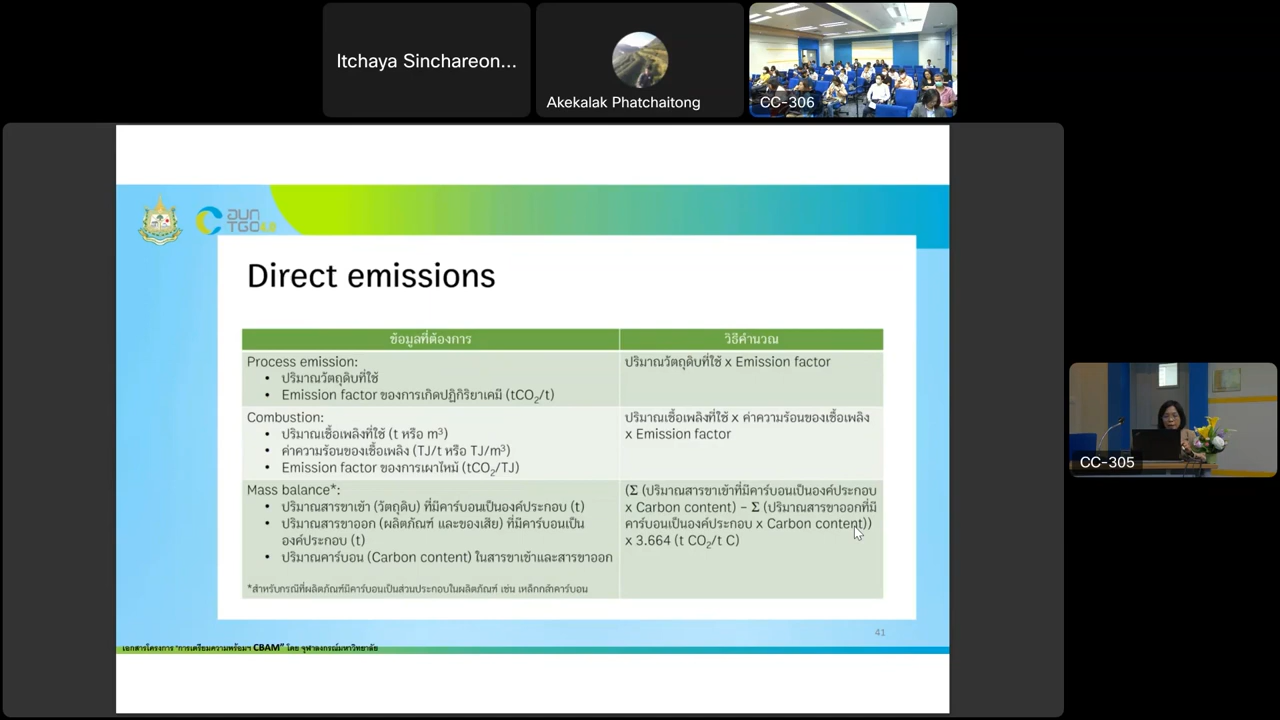 Itchaya Sinchareon...
Akekalak Phatchaitong
CC-306
อบก
TGO
Direct emissions
ข้อมูลที่ต้องการ
วิธีคำนวณ
Process emission:
• ปริมาณวัตถุดิบที่ใช้
• Emission factor ของการเกิดปฏิกิริยาเคมี (tCO2/t)
ปริมาณวัตถุดิบที่ใช้ x Emission factor
Combustion:
• ปริมาณเชื้อเพลิงที่ใช้ (t หรือ m³)
• ค่าความร้อนของเชื้อเพลิง (TJ/t หรือ TJ/m³)
• Emission factor ของการเผาไหม้ (tCO2/TJ)
ปริมาณเชื้อเพลิงที่ใช้ x ค่าความร้อนของเชื้อเพลิง
x Emission factor
Mass balance*:
• ปริมาณสารขาเข้า (วัตถุดิบ) ที่มีคาร์บอนเป็นองค์ประกอบ (t)
• ปริมาณสารขาออก (ผลิตภัณฑ์ และของเสีย) ที่มีคาร์บอนเป็น
องค์ประกอบ (t)
• ปริมาณคาร์บอน (Carbon content) ในสารขาเข้าและสารขาออก
*สำหรับกรณีที่ผลิตภัณฑ์มีคาร์บอนเป็นส่วนประกอบในผลิตภัณฑ์ เช่น เหล็กกล้าคาร์บอน
(Σ (ปริมาณสารขาเข้าที่มีคาร์บอนเป็นองค์ประกอบ
x Carbon content) – Σ (ปริมาณสารขาออกที่มี
คาร์บอนเป็นองค์ประกอบ x Carbon content))
x 3.664 (t CO2/t C)
41
เอกสารโครงการ "การเตรียมความพร้อมฯ CBAM" โดย จุฬาลงกรณ์มหาวิทยาลัย
CC-305